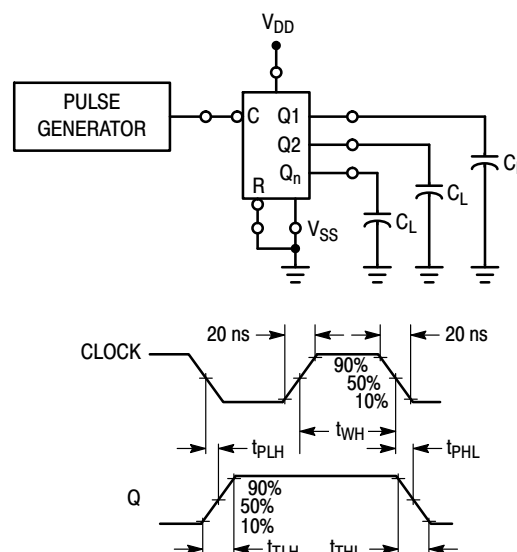 V_DD
PULSE
GENERATOR
C
Q1
Q2
Q_n
R
V_SS
C_L
C_L
CLOCK
20 ns
20 ns
90%
50%
10%
t_WH
t_PLH
t_PHL
Q
90%
50%
10%
t_TLH
t_THL